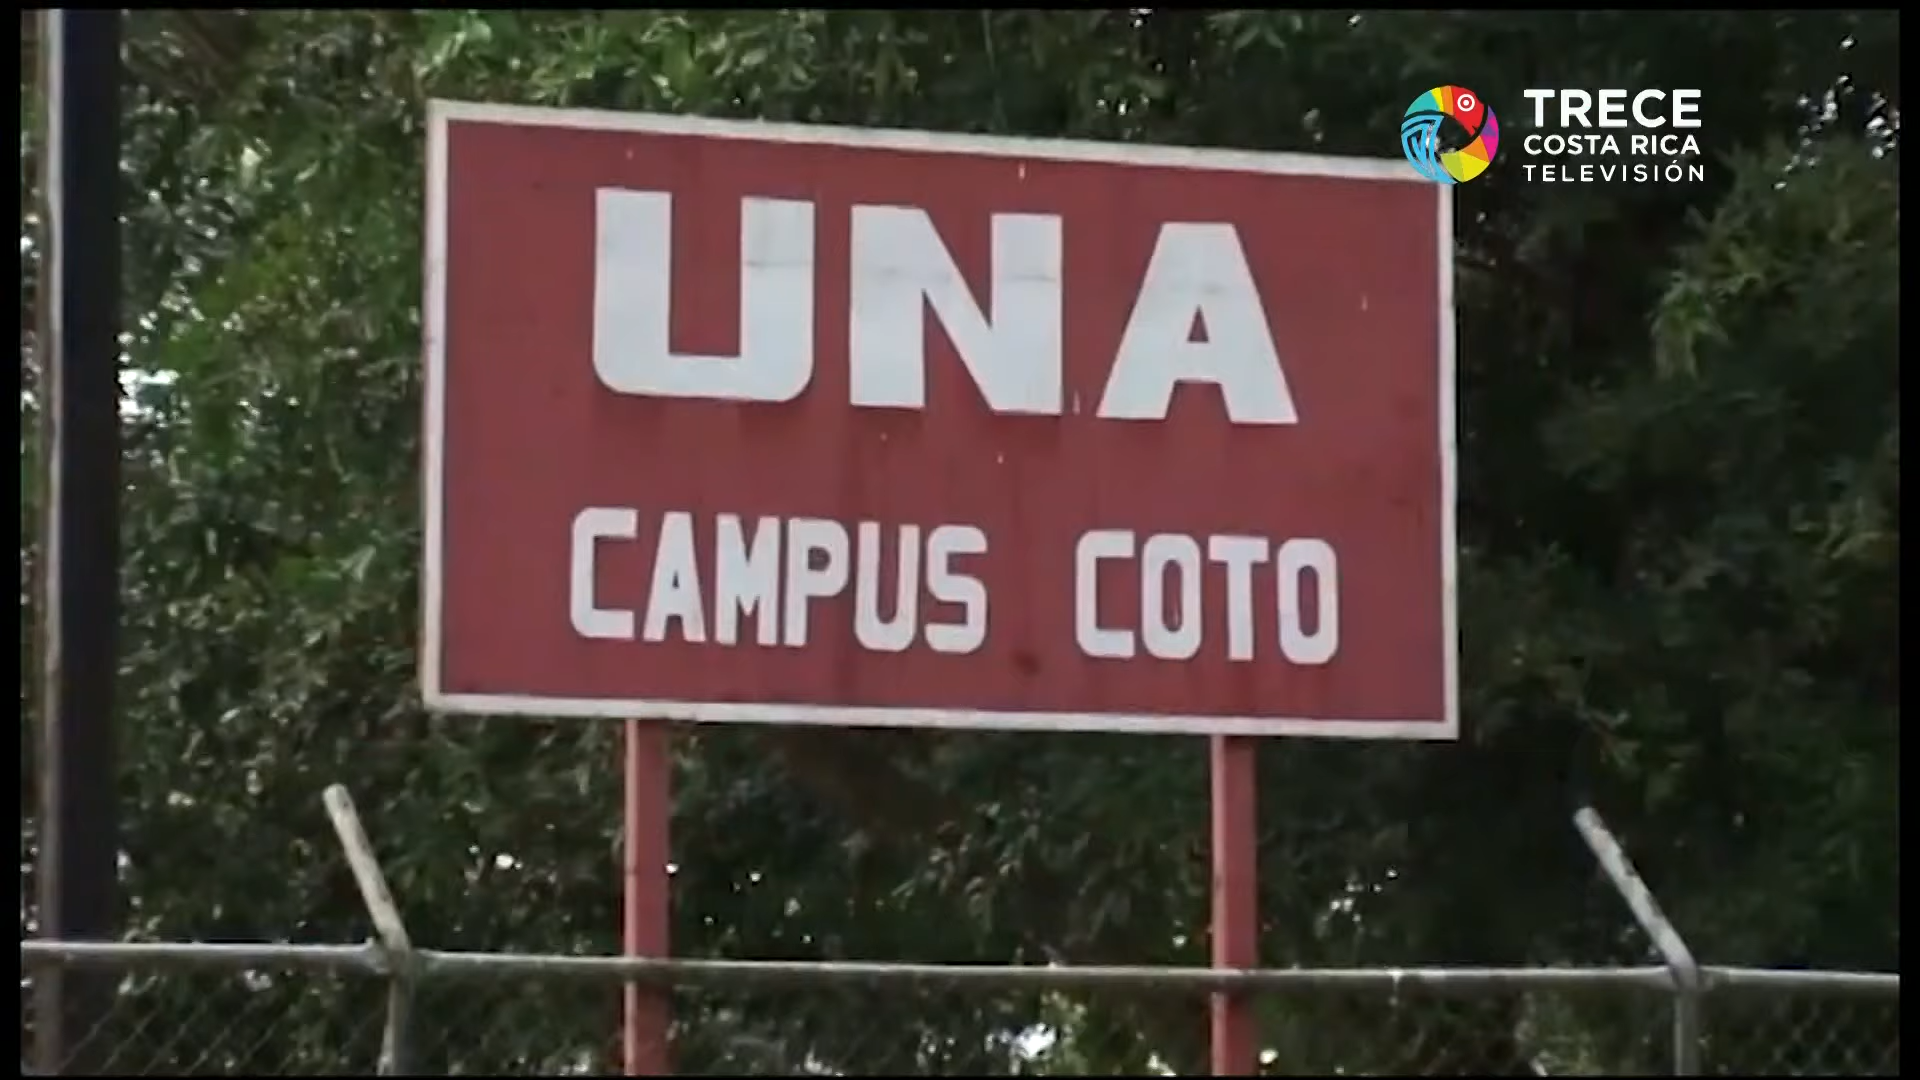 TRECE
COSTA RICA
TELEVISIÓN
UNA
CAMPUS COTO